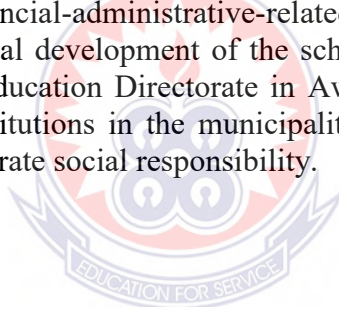 ncial-administrative-related
al development of the sch
ducation Directorate in Av
titutions in the municipalit
rate social responsibility.
EDUCATION FOR SERVICE